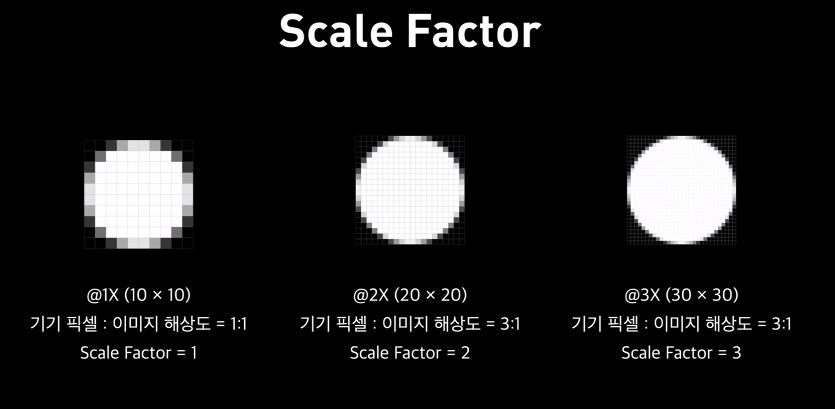 Scale Factor
@1X (10 × 10)
기기 픽셀 : 이미지 해상도 = 1:1
Scale Factor = 1
@2X (20 × 20)
기기 픽셀 : 이미지 해상도 = 3:1
Scale Factor = 2
@3X (30 × 30)
기기 픽셀 : 이미지 해상도 = 3:1
Scale Factor = 3